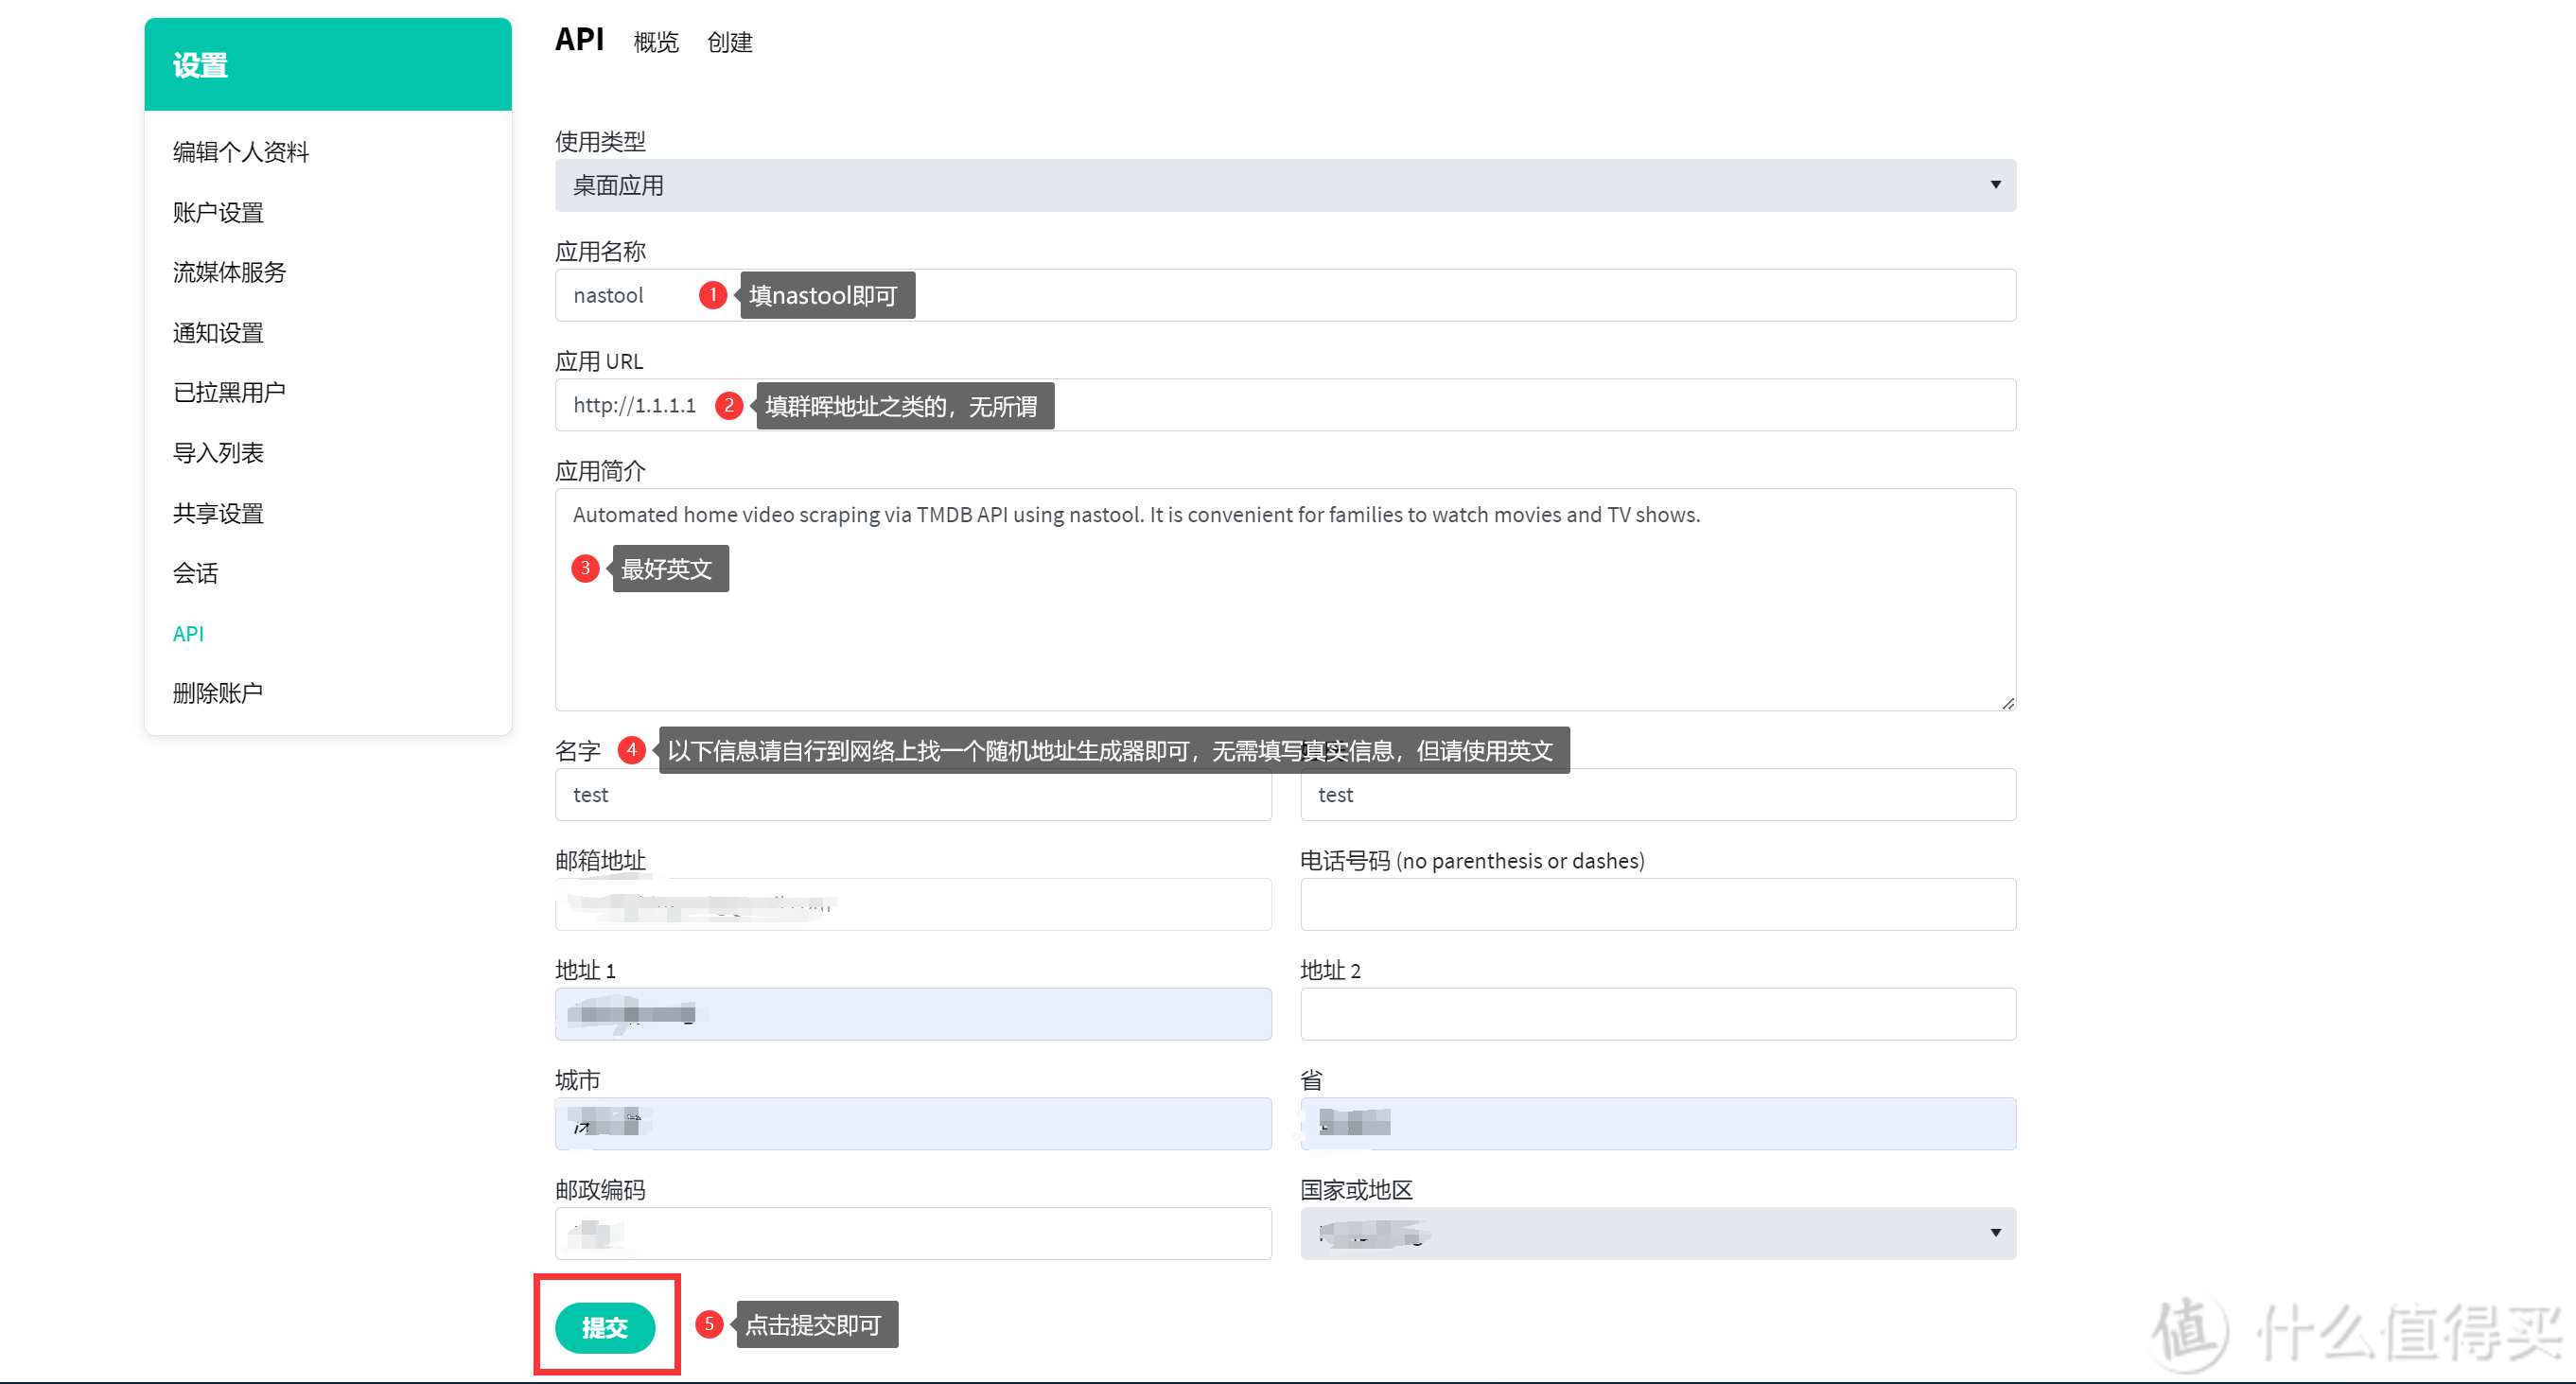 设置
编辑个人资料
账户设置
流媒体服务
通知设置
已拉黑用户
导入列表
共享设置
会话
API
删除账户
API 概览 创建
使用类型
桌面应用
应用名称
nastool 1 填nastool即可
应用 URL
http://1.1.1.1 2 填群晖地址之类的，无所谓
应用简介
Automated home video scraping via TMDB API using nastool. It is convenient for families to watch movies and TV shows.
3 最好英文
名字 4 以下信息请自行到网络上找一个随机地址生成器即可，无需填写真实信息，但请使用英文
test test
邮箱地址 电话号码 (no parenthesis or dashes)
地址 1 地址 2
城市 省
邮政编码 国家或地区
提交 5 点击提交即可
值 什么值得买